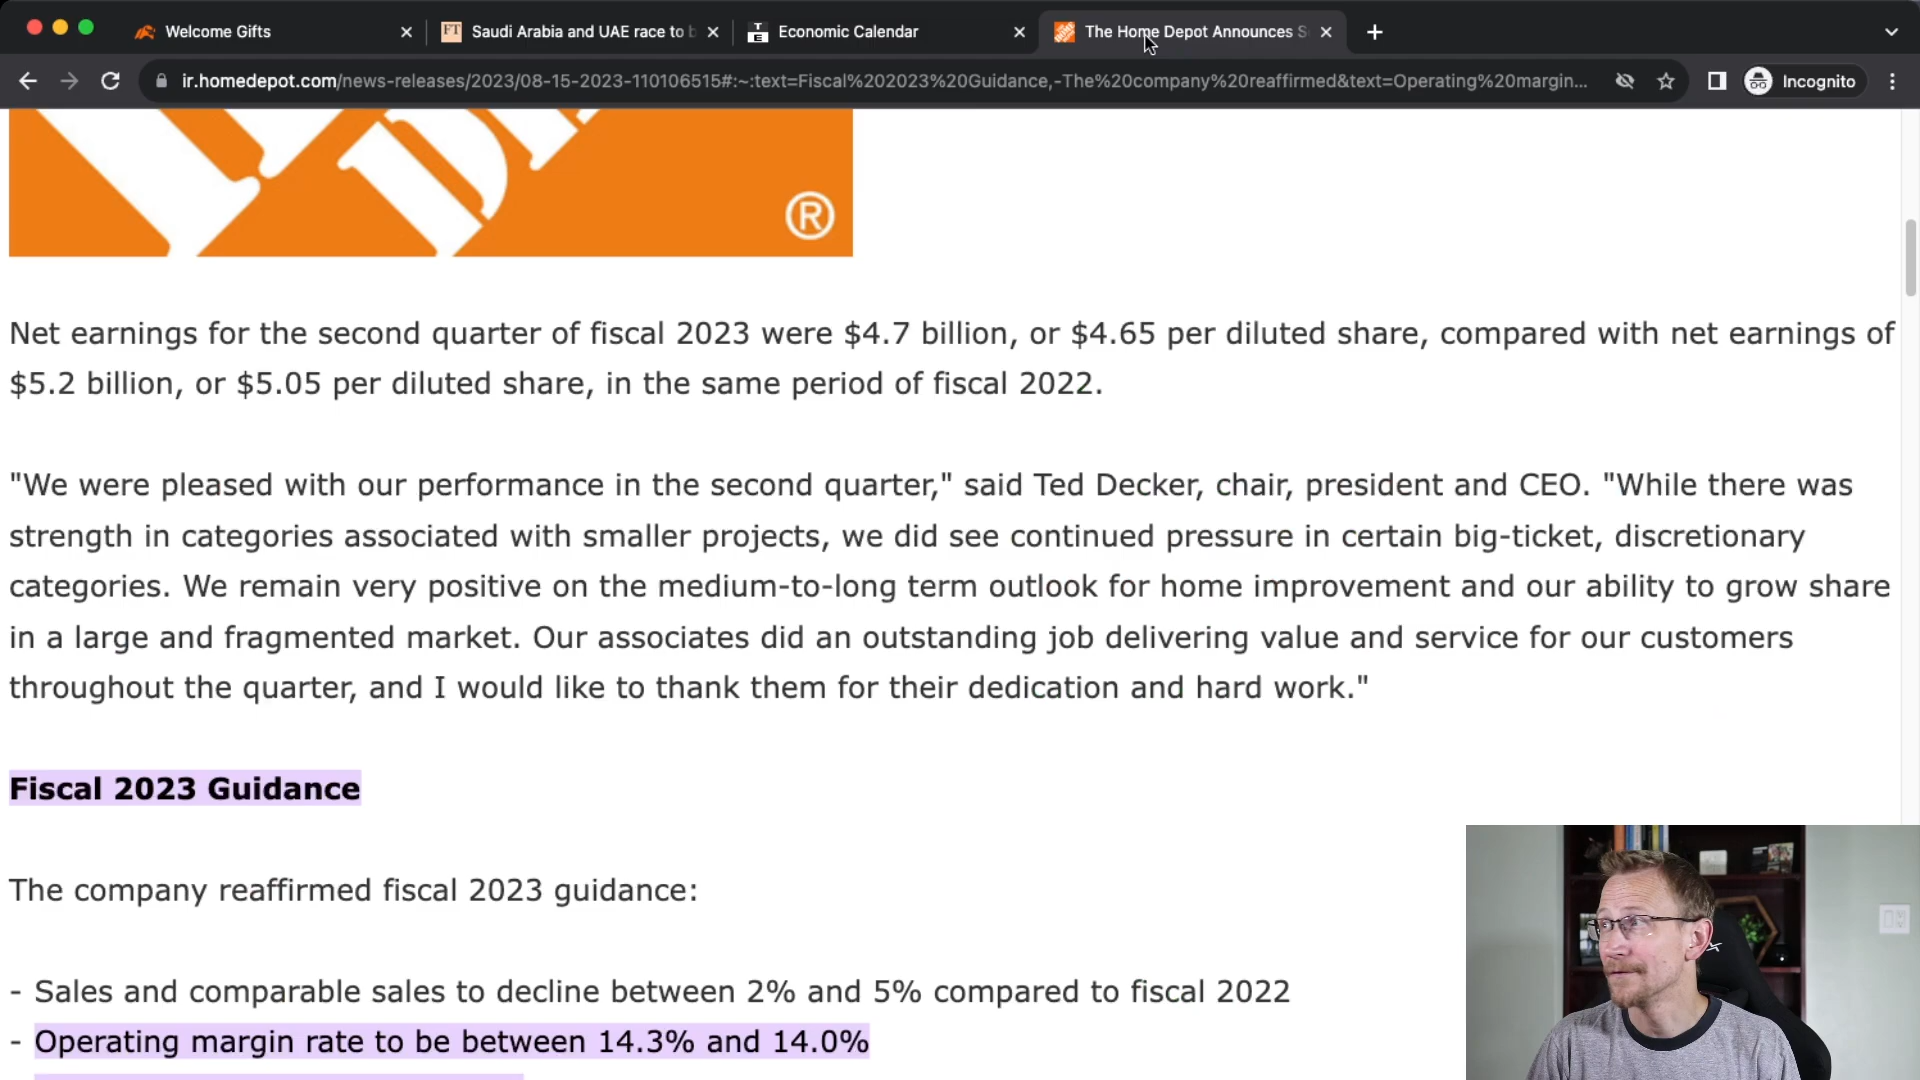 Welcome Gifts
FT
Saudi Arabia and UAE race to b
TE
Economic Calendar
The Home Depot Announces S
ir.homedepot.com/news-releases/2023/08-15-2023-110106515#:~:text=Fiscal%202023%20Guidance,-The%20company%20reaffirmed&text=Operating%20margin...
Incognito
®
Net earnings for the second quarter of fiscal 2023 were $4.7 billion, or $4.65 per diluted share, compared with net earnings of
$5.2 billion, or $5.05 per diluted share, in the same period of fiscal 2022.
"We were pleased with our performance in the second quarter," said Ted Decker, chair, president and CEO. "While there was
strength in categories associated with smaller projects, we did see continued pressure in certain big-ticket, discretionary
categories. We remain very positive on the medium-to-long term outlook for home improvement and our ability to grow share
in a large and fragmented market. Our associates did an outstanding job delivering value and service for our customers
throughout the quarter, and I would like to thank them for their dedication and hard work."
Fiscal 2023 Guidance
The company reaffirmed fiscal 2023 guidance:
- Sales and comparable sales to decline between 2% and 5% compared to fiscal 2022
- Operating margin rate to be between 14.3% and 14.0%